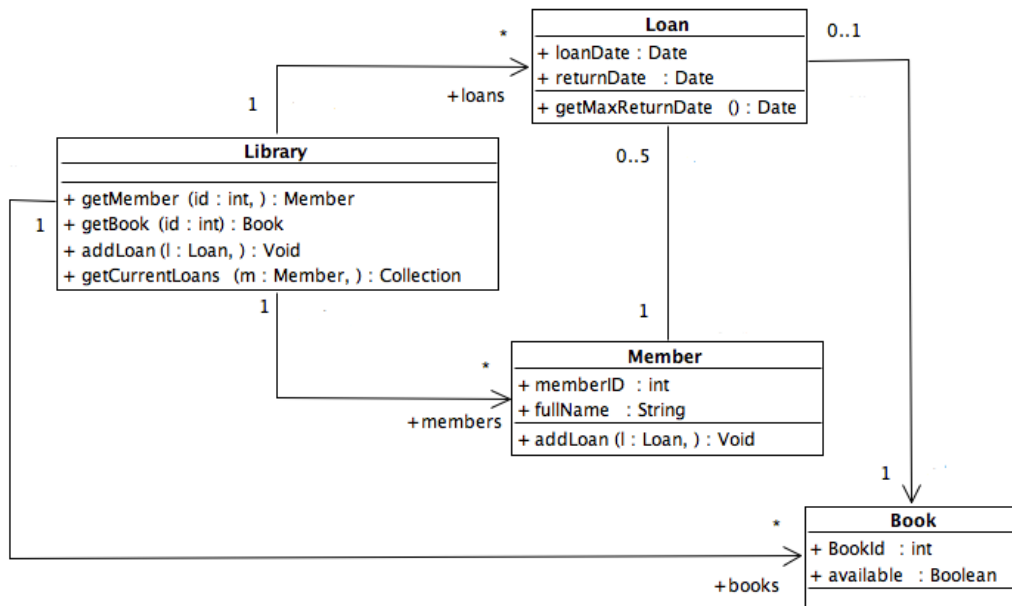 Loan
+ loanDate : Date
+ returnDate : Date
+ getMaxReturnDate () : Date
0..1
*
+loans
1
Library
+ getMember (id : int, ) : Member
+ getBook (id : int) : Book
+ addLoan (l : Loan, ) : Void
+ getCurrentLoans (m : Member, ) : Collection
0..5
1
1
1
Member
+ memberID : int
+ fullName : String
+ addLoan (l : Loan, ) : Void
*
+members
1
Book
+ BookId : int
+ available : Boolean
*
+books